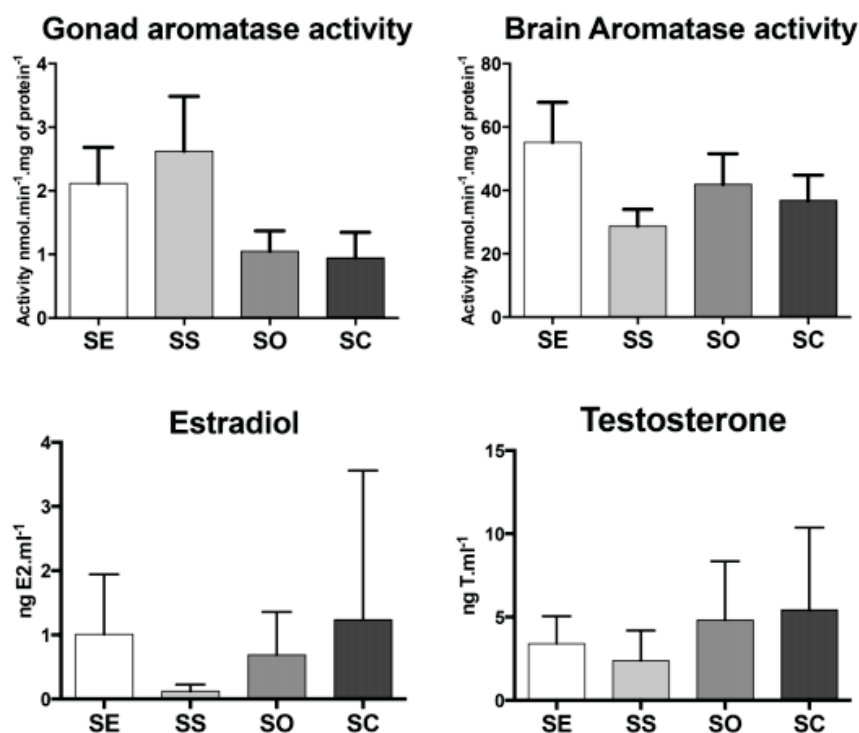 Gonad aromatase activity
Activity nmol.min⁻¹.mg of protein⁻¹
4
3
2
1
0
SE SS SO SC
Brain Aromatase activity
Activity nmol.min⁻¹.mg of protein⁻¹
80
60
40
20
0
SE SS SO SC
Estradiol
ng E2.ml⁻¹
4
3
2
1
0
SE SS SO SC
Testosterone
ng T.ml⁻¹
15
10
5
0
SE SS SO SC